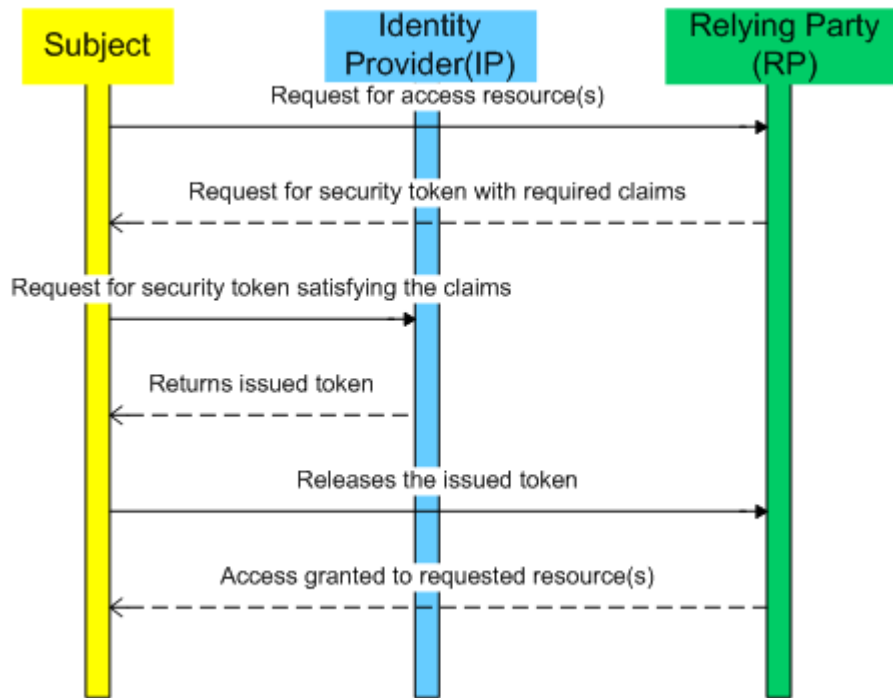 Subject
Identity
Provider(IP)
Relying Party
(RP)
Request for access resource(s)
Request for security token with required claims
Request for security token satisfying the claims
Returns issued token
Releases the issued token
Access granted to requested resource(s)